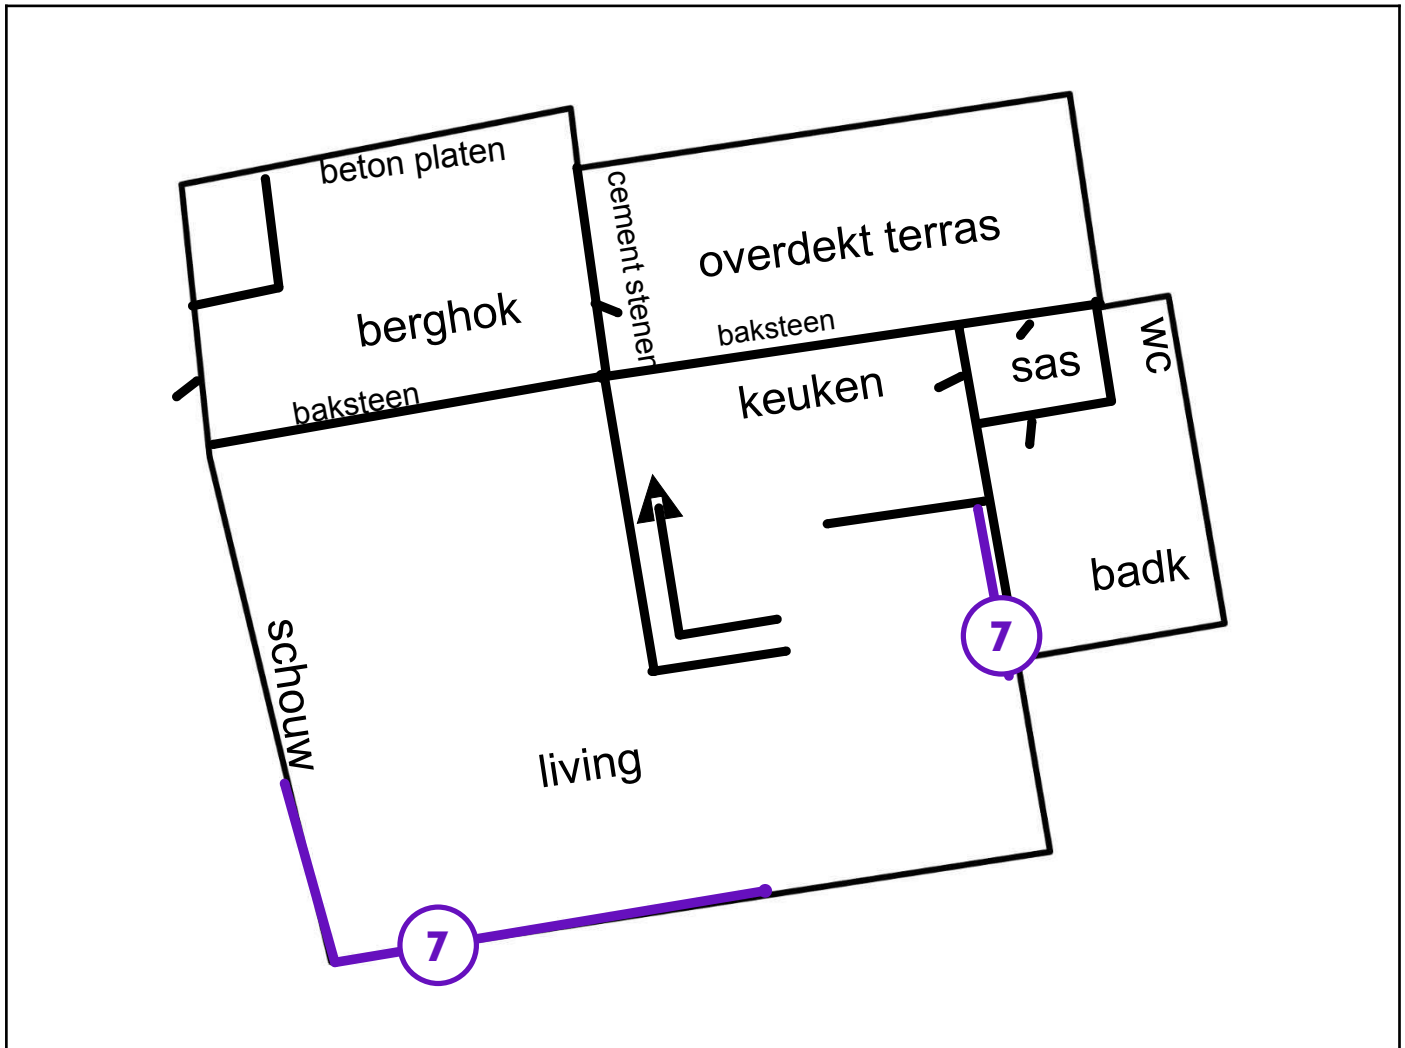 beton platen
cement stenen
overdekt terras
berghok
baksteen
wc
sas
keuken
baksteen
badk
schouw
7
living
7